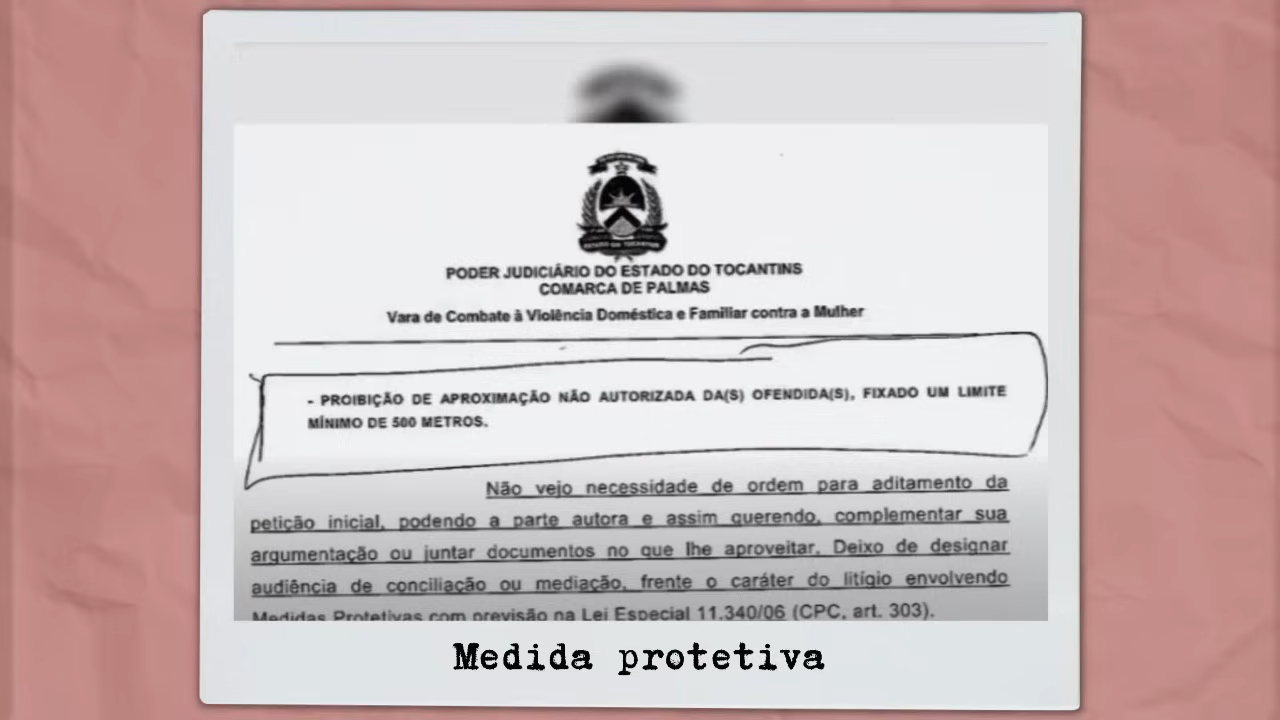 PODER JUDICIÁRIO DO ESTADO DO TOCANTINS
COMARCA DE PALMAS
Vara de Combate à Violência Doméstica e Familiar contra a Mulher
- PROIBIÇÃO DE APROXIMAÇÃO NÃO AUTORIZADA DA(S) OFENDIDA(S), FIXADO UM LIMITE
MÍNIMO DE 500 METROS.
Não vejo necessidade de ordem para aditamento da
petição inicial, podendo a parte autora e assim querendo, complementar sua
argumentação ou juntar documentos no que lhe aproveitar. Deixo de designar
audiência de conciliação ou mediação, frente o caráter do litígio envolvendo
Medidas Protetivas com previsão na Lei Especial 11.340/06 (CPC, art. 303).
Medida protetiva